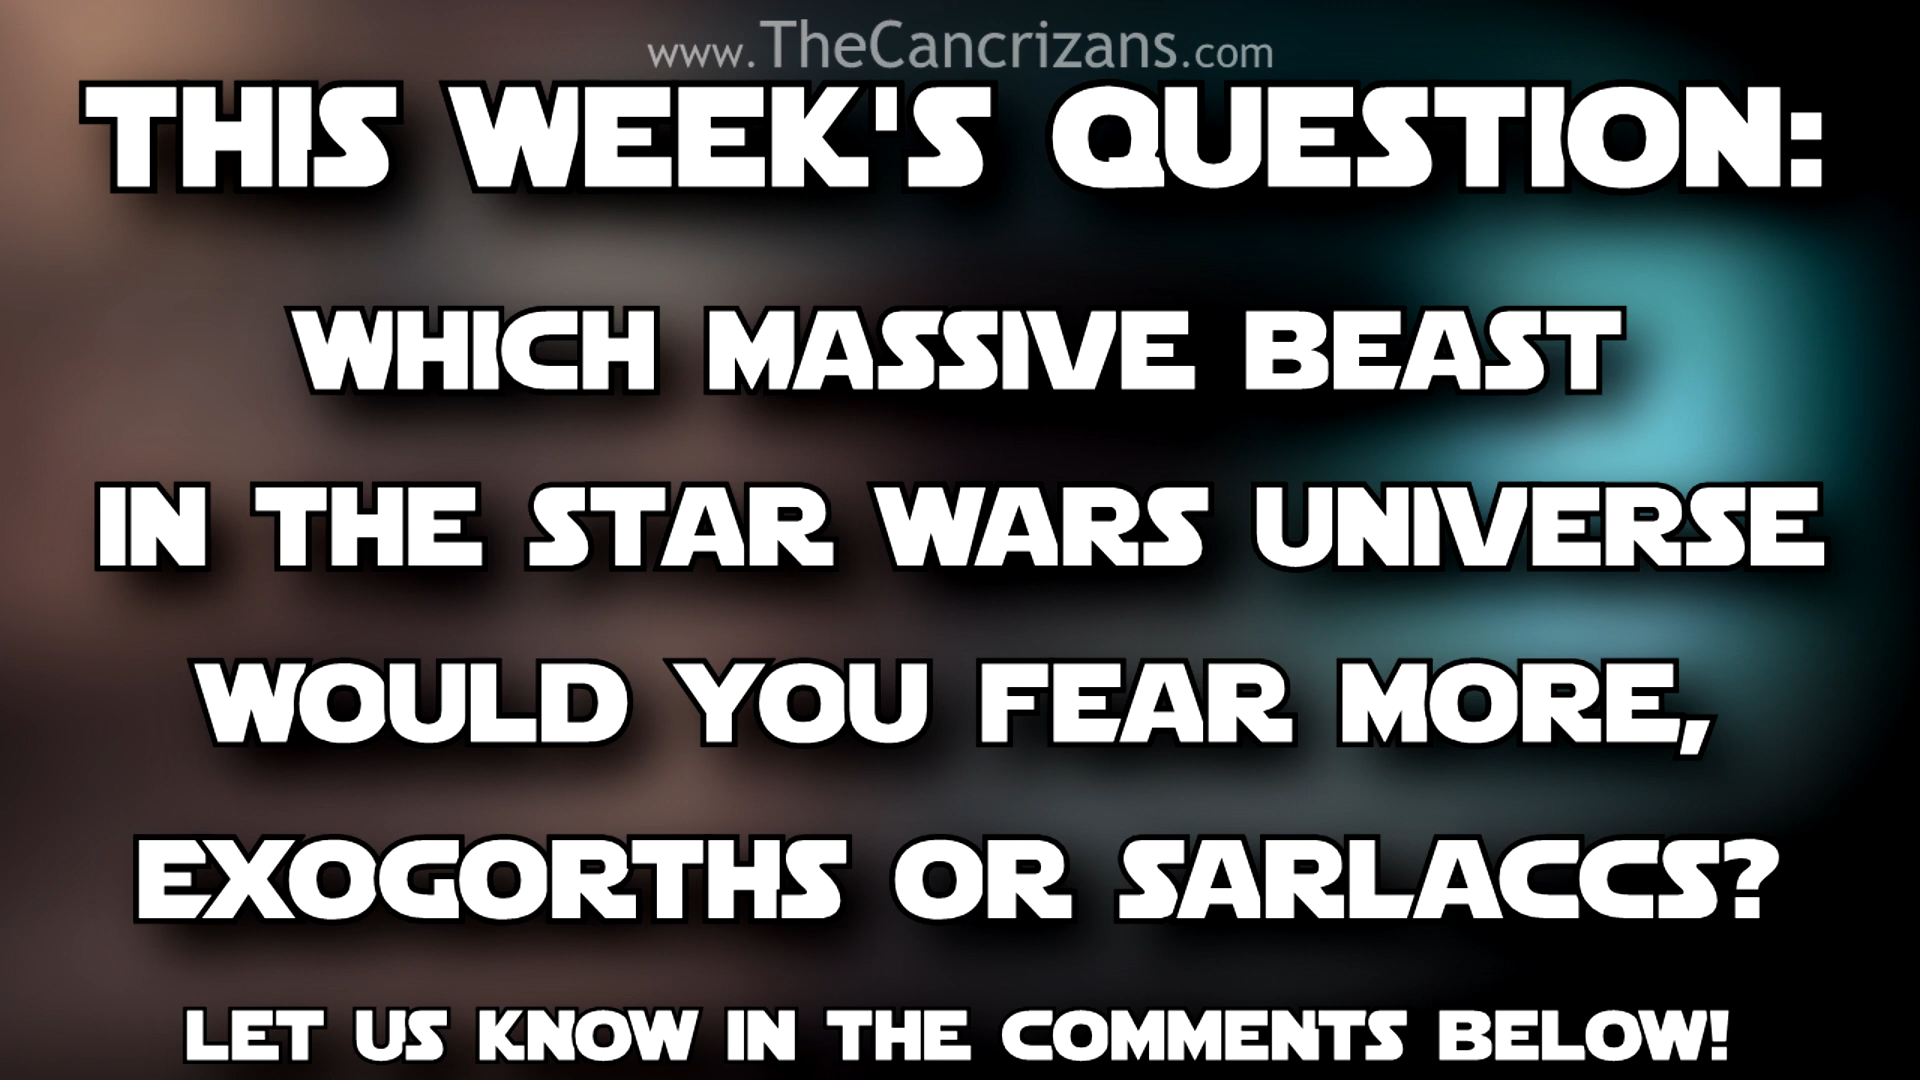 www.TheCancrizans.com
THIS WEEK'S QUESTION:
WHICH MASSIVE BEAST
IN THE STAR WARS UNIVERSE
WOULD YOU FEAR MORE,
EXOGORTHS OR SARLACCS?
LET US KNOW IN THE COMMENTS BELOW!